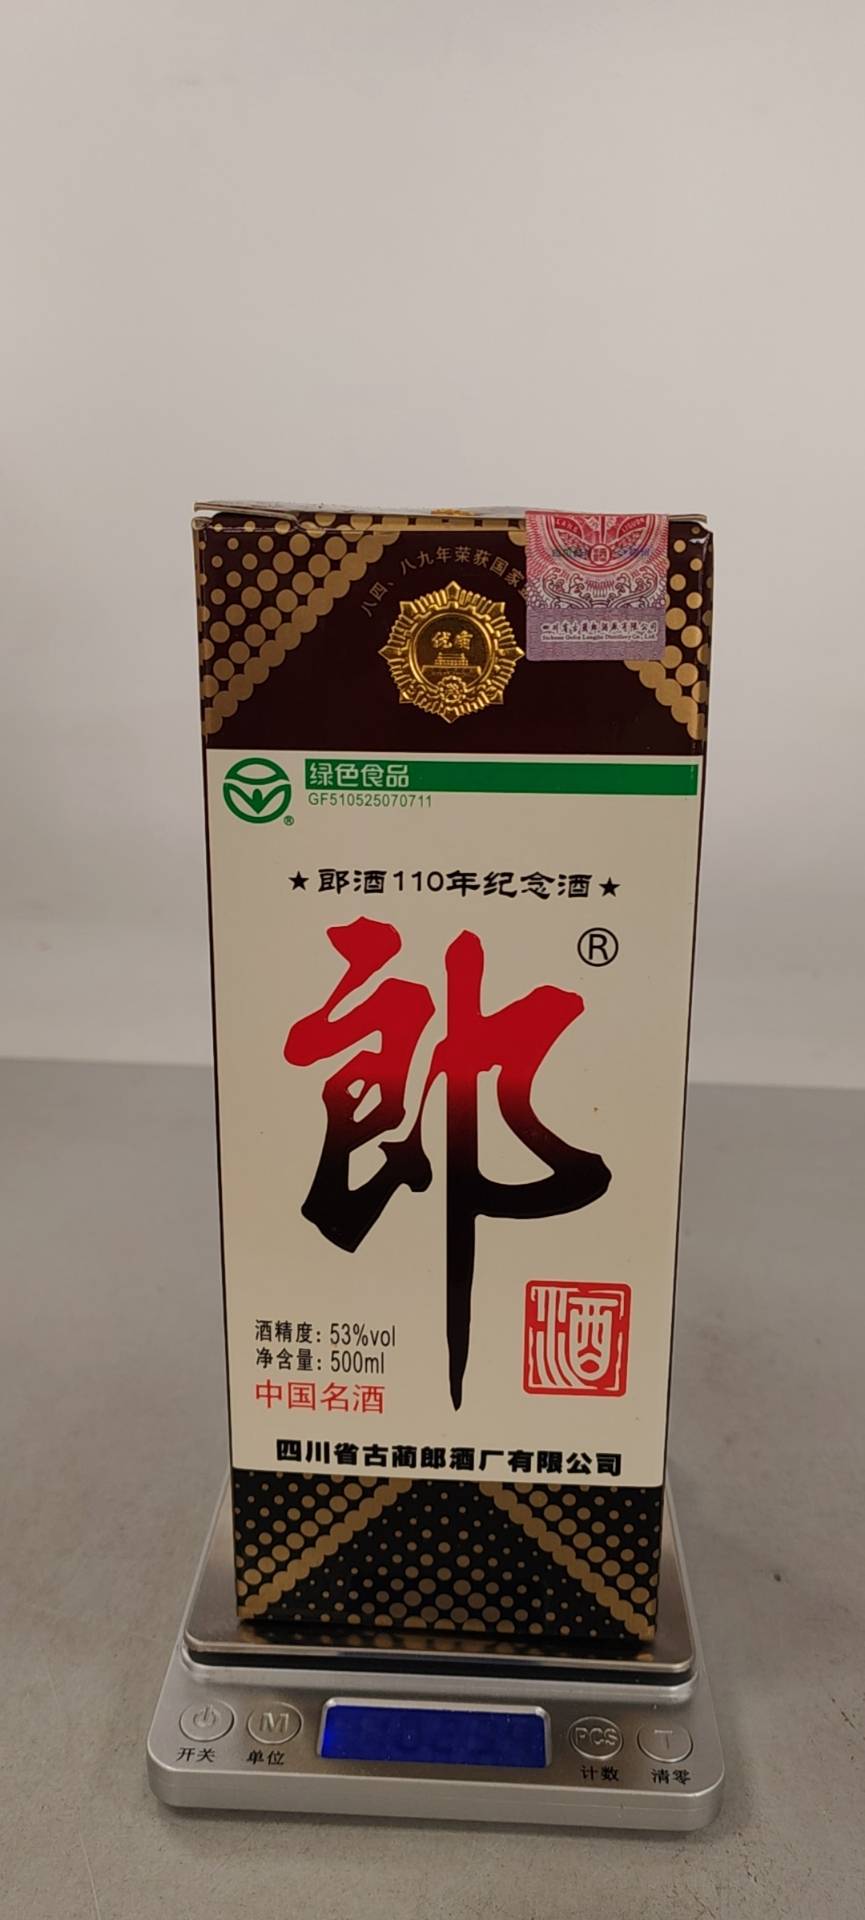 八四、八九年荣获国家
优质
绿色食品
GF510525070711
®
★郎酒110年纪念酒★
®
郎
酒
酒精度: 53%vol
净含量: 500ml
中国名酒
四川省古蔺郎酒厂有限公司
M
PCS
T
开关
单位
计数
清零